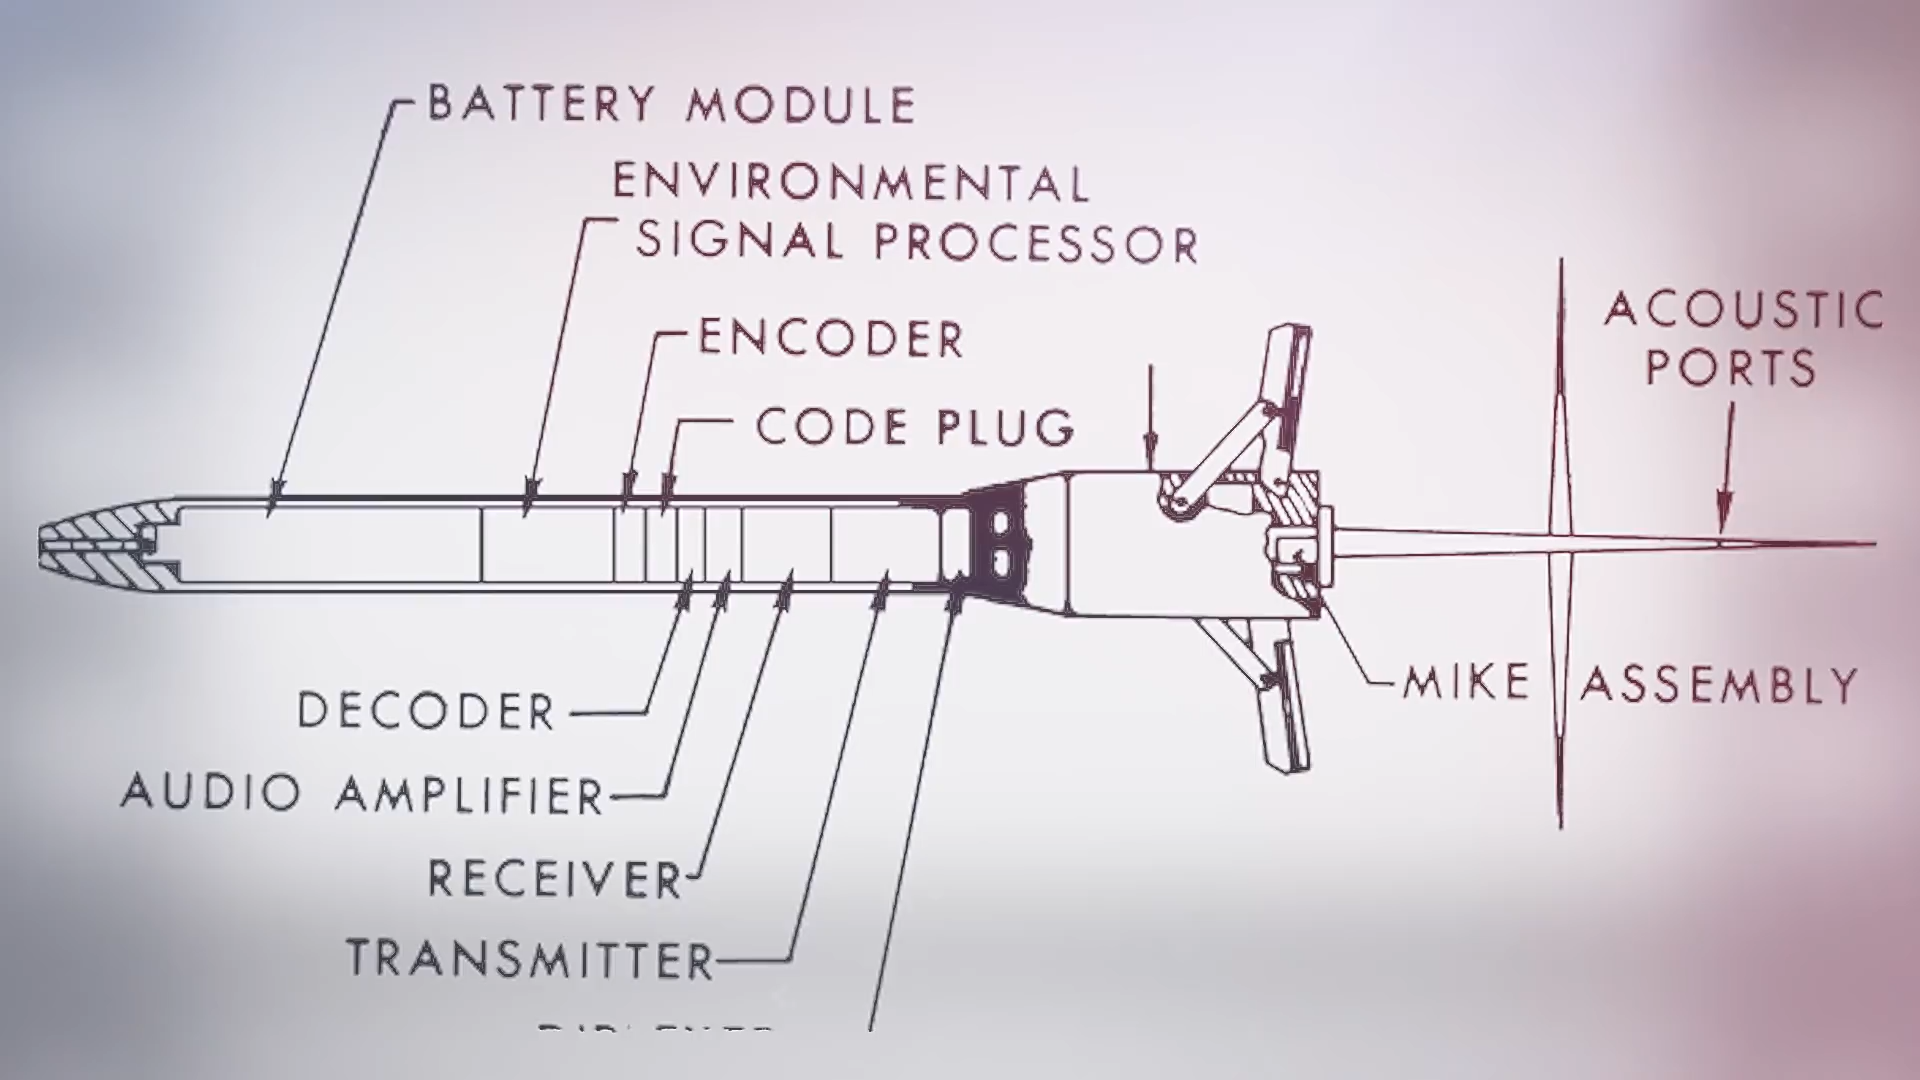 BATTERY MODULE
ENVIRONMENTAL
SIGNAL PROCESSOR
ENCODER
CODE PLUG
ACOUSTIC
PORTS
MIKE ASSEMBLY
DECODER
AUDIO AMPLIFIER
RECEIVER
TRANSMITTER